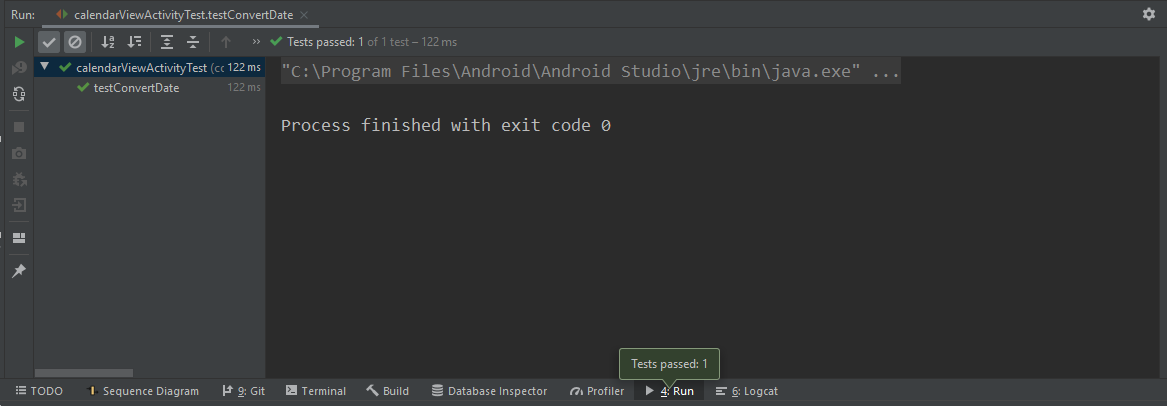 Run: calendarViewActivityTest.testConvertDate
Tests passed: 1 of 1 test – 122 ms
calendarViewActivityTest (cc 122 ms
testConvertDate 122 ms
"C:\Program Files\Android\Android Studio\jre\bin\java.exe" ...
Process finished with exit code 0
Tests passed: 1
TODO Sequence Diagram 9: Git Terminal Build Database Inspector Profiler 4: Run 6: Logcat